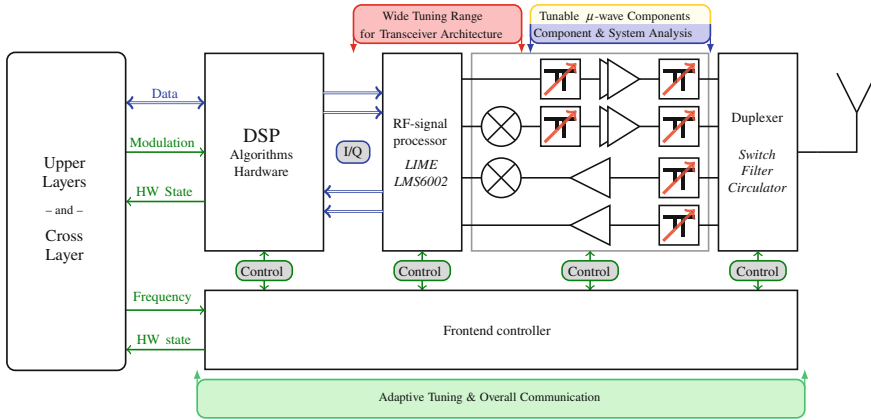 Wide Tuning Range
for Transceiver Architecture
Tunable μ-wave Components
Component & System Analysis
Upper
Layers
– and –
Cross
Layer
Data
Modulation
HW State
Frequency
HW state
DSP
Algorithms
Hardware
I/Q
RF-signal
processor
LIME
LMS6002
Duplexer
Switch
Filter
Circulator
Control
Control
Control
Control
Frontend controller
Adaptive Tuning & Overall Communication